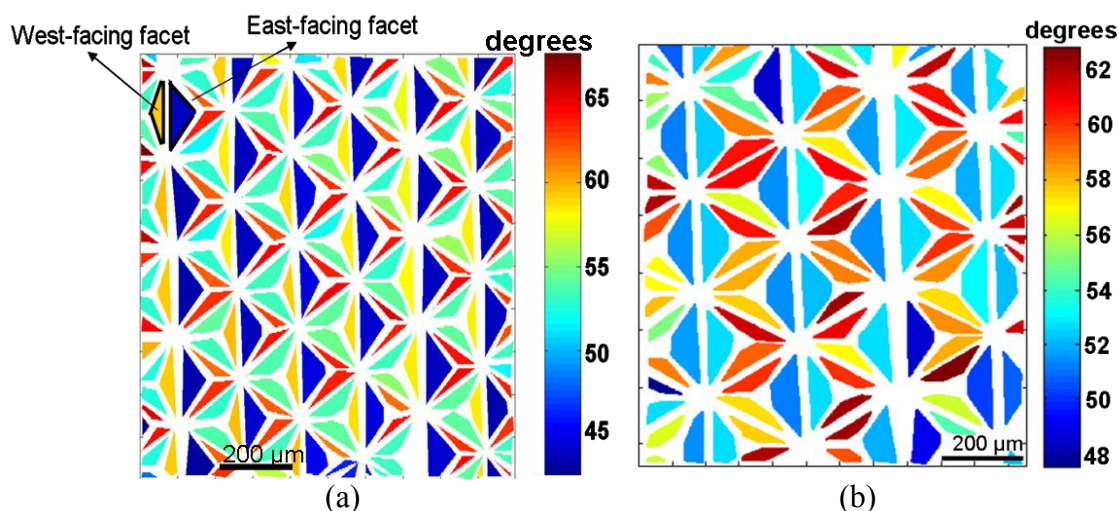 West-facing facet
East-facing facet
degrees
65
60
55
50
45
200 µm
(a)
degrees
62
60
58
56
54
52
50
48
200 µm
(b)